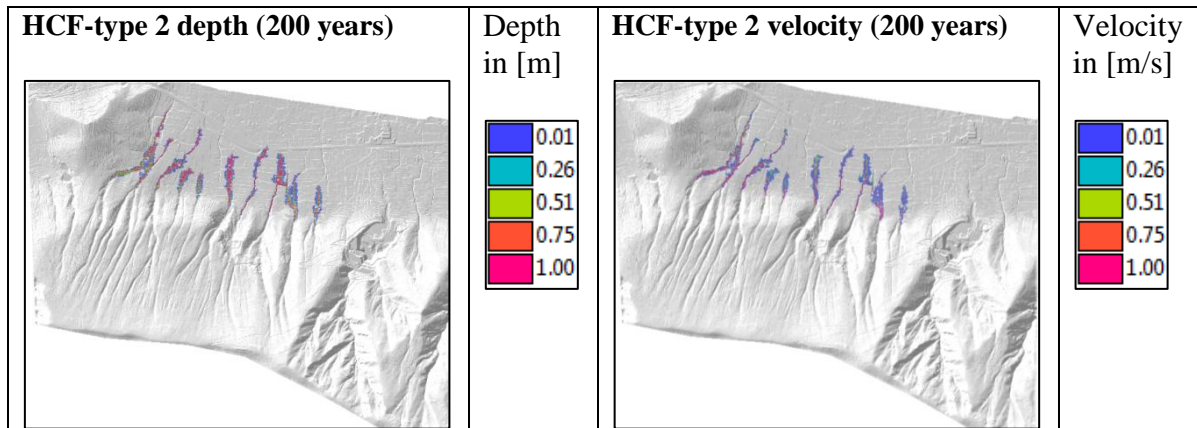 HCF-type 2 depth (200 years)
Depth
in [m]
0.01
0.26
0.51
0.75
1.00
HCF-type 2 velocity (200 years)
Velocity
in [m/s]
0.01
0.26
0.51
0.75
1.00